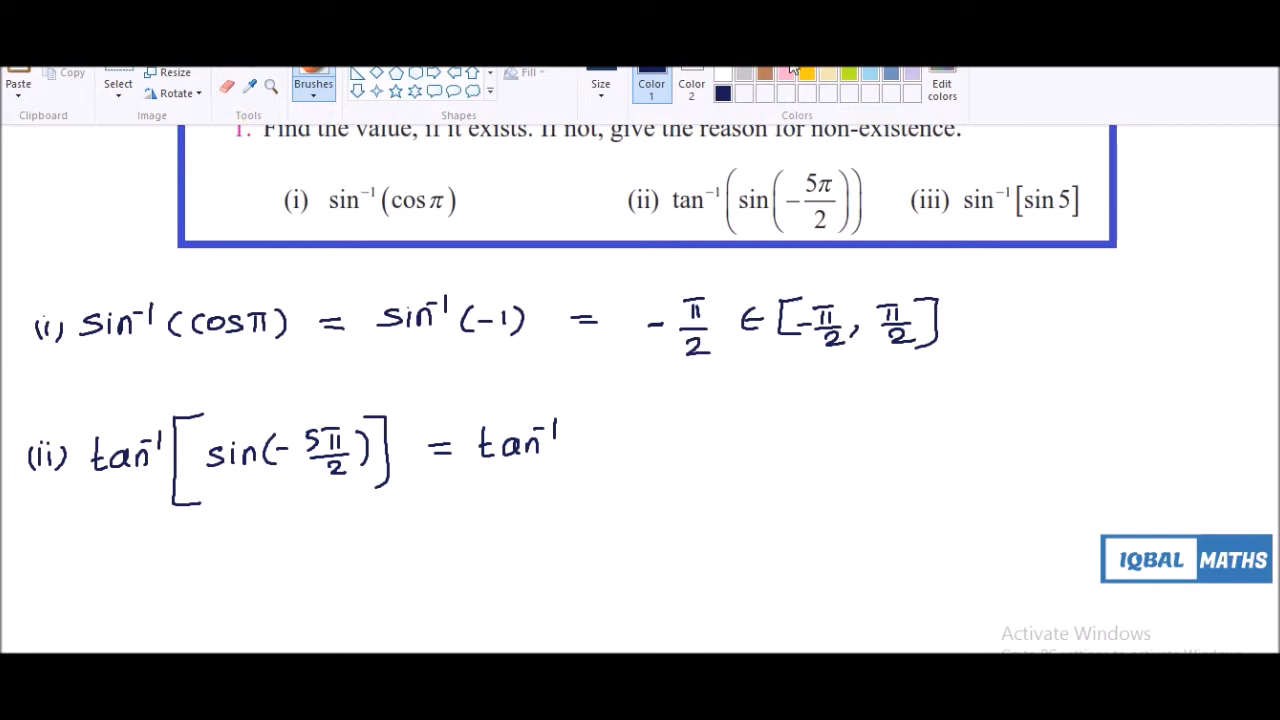 Paste Copy Select Resize Rotate Brushes Fill Size Color 1 Color 2 Edit colors
Clipboard Image Tools Shapes Colors
1. Find the value, if it exists. If not, give the reason for non-existence.
(i) sin⁻¹(cos π) (ii) tan⁻¹(sin(−5π/2)) (iii) sin⁻¹[sin 5]
(i) sin⁻¹(cosπ) = sin⁻¹(−1) = −π/2 ∈ [−π/2, π/2]
(ii) tan⁻¹[sin(−5π/2)] = tan⁻¹
IQBAL MATHS
Activate Windows